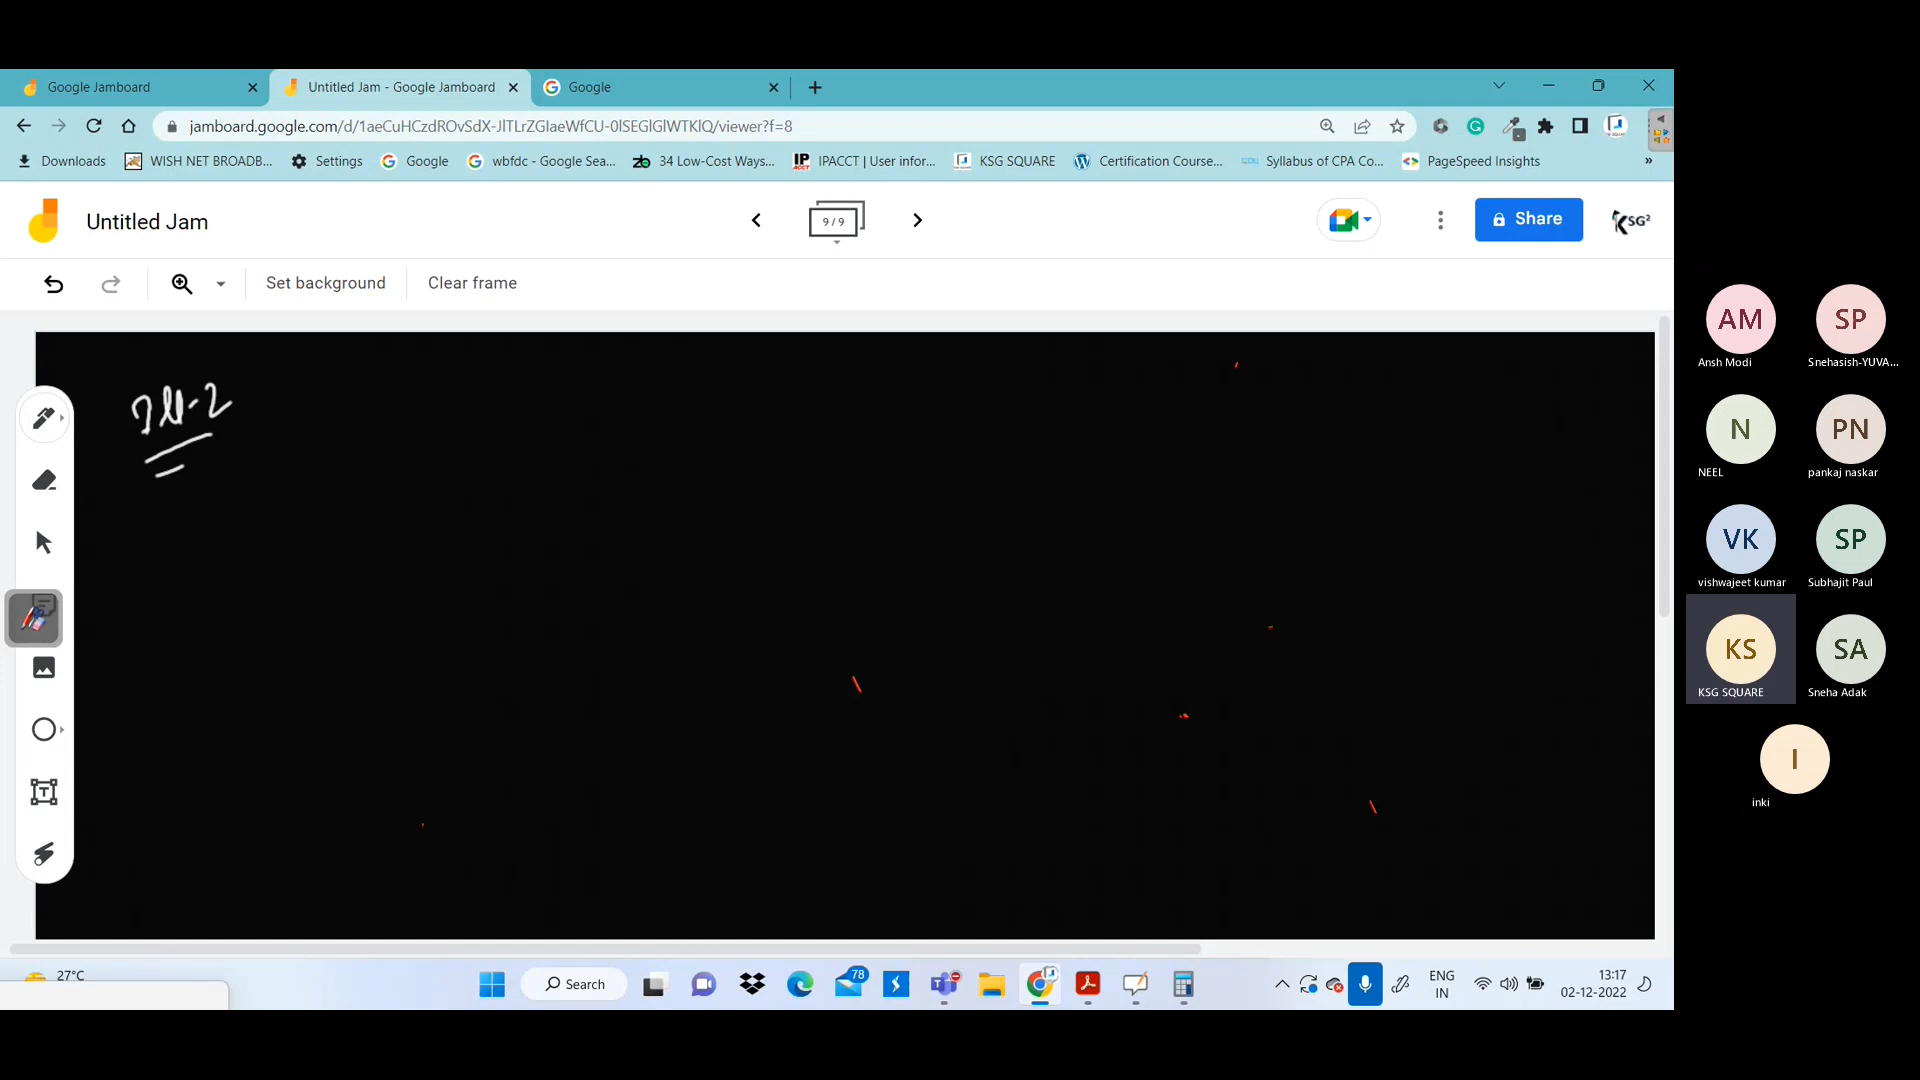 Google Jamboard
Untitled Jam - Google Jamboard
Google
jamboard.google.com/d/1aeCuHCzdROvSdX-JlTLrZGIaeWfCU-0lSEGlGlWTKlQ/viewer?f=8
Downloads
WISH NET BROADB...
Settings
Google
wbfdc - Google Sea...
34 Low-Cost Ways...
IPACCT | User infor...
KSG SQUARE
Certification Course...
Syllabus of CPA Co...
PageSpeed Insights
Untitled Jam
9 / 9
Share
KSG²
Set background
Clear frame
AM
Ansh Modi
SP
Snehasish-YUVA...
N
NEEL
PN
pankaj naskar
VK
vishwajeet kumar
SP
Subhajit Paul
KS
KSG SQUARE
SA
Sneha Adak
I
inki
27°C
Search
78
ENG
IN
13:17
02-12-2022